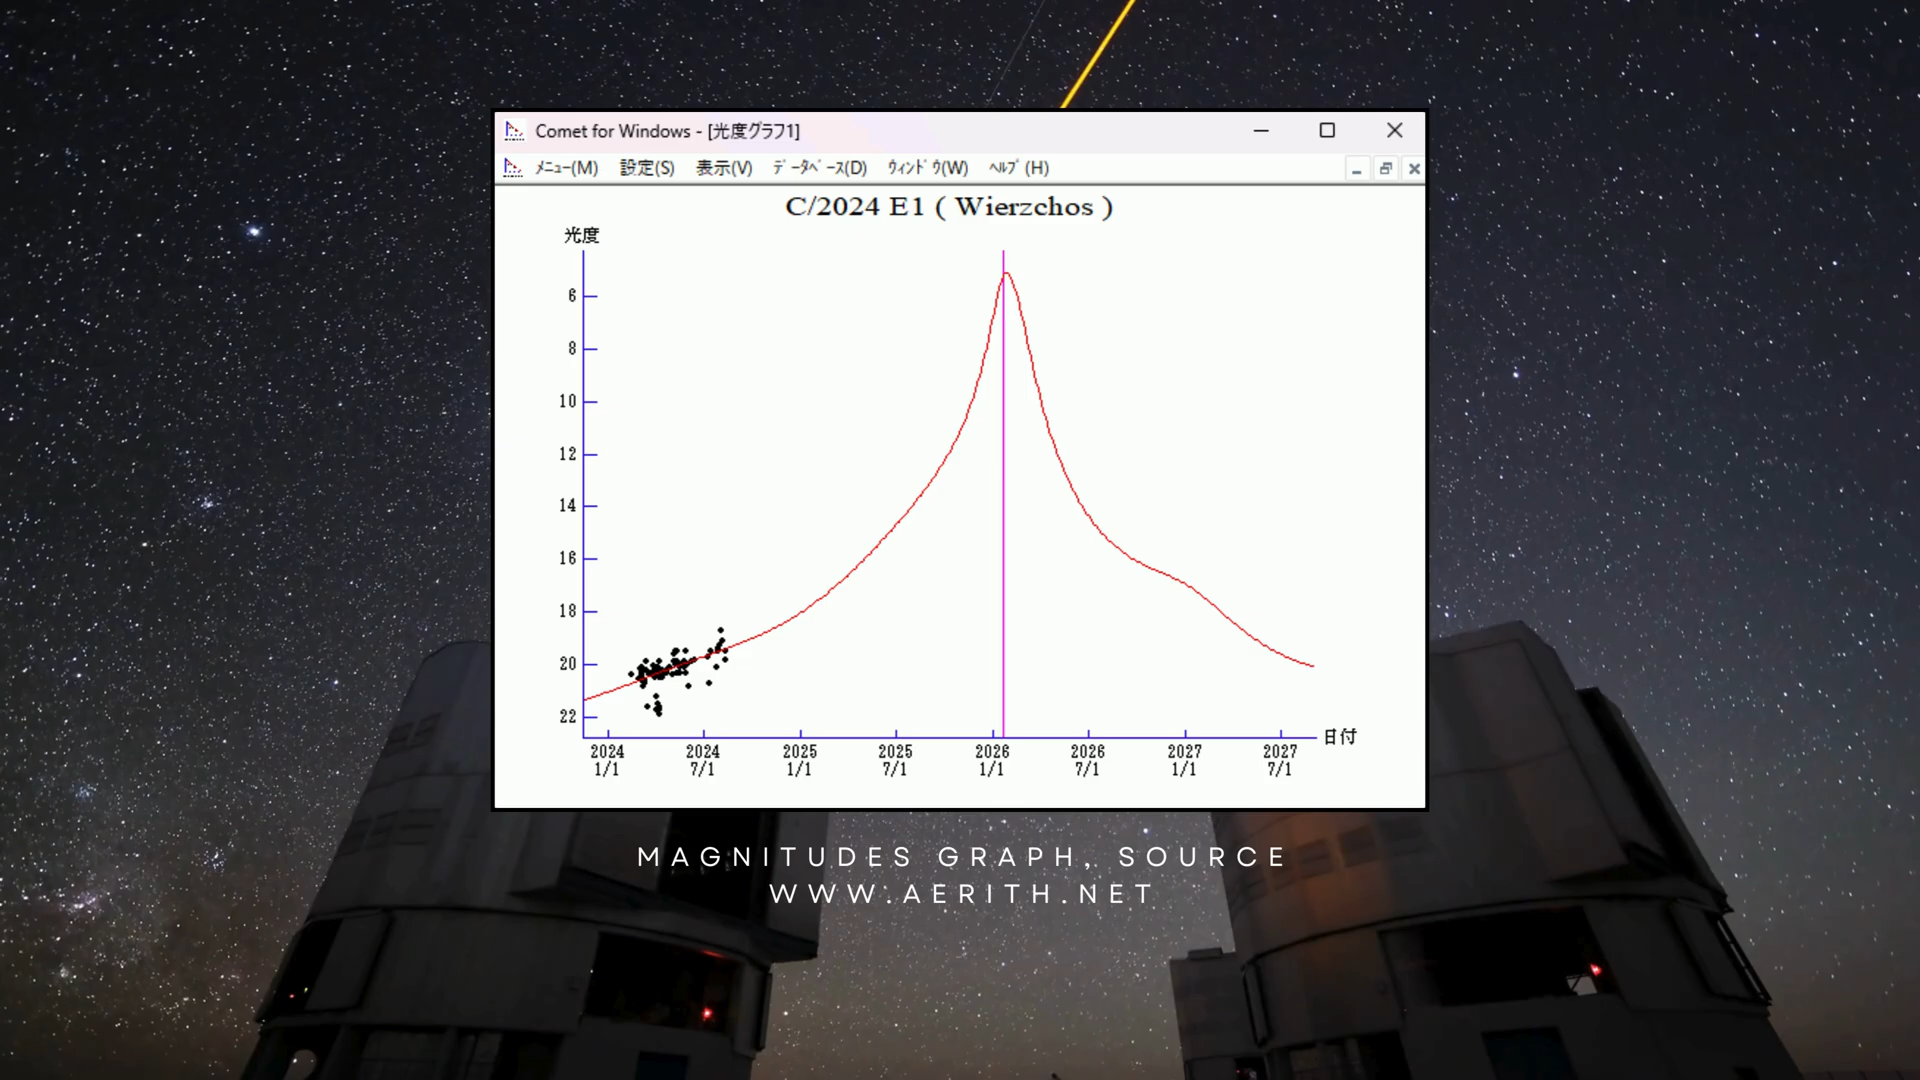 Comet for Windows - [光度グラフ1]
ﾒﾆｭｰ(M) 設定(S) 表示(V) ﾃﾞｰﾀﾍﾞｰｽ(D) ｳｨﾝﾄﾞｳ(W) ﾍﾙﾌﾟ(H)
C/2024 E1 ( Wierzchos )
光度
6
8
10
12
14
16
18
20
22
日付
2024 2024 2025 2025 2026 2026 2027 2027
1/1 7/1 1/1 7/1 1/1 7/1 1/1 7/1
MAGNITUDES GRAPH, SOURCE
WWW.AERITH.NET